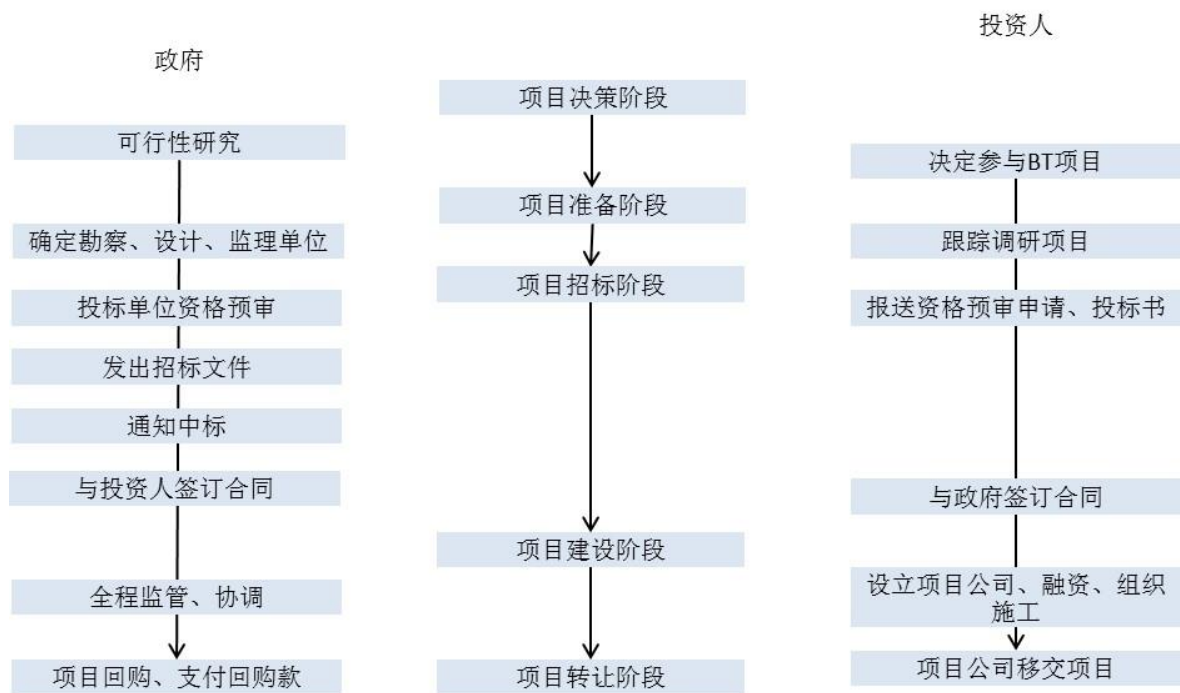 政府
可行性研究
确定勘察、设计、监理单位
投标单位资格预审
发出招标文件
通知中标
与投资人签订合同
全程监管、协调
项目回购、支付回购款
项目决策阶段
项目准备阶段
项目招标阶段
项目建设阶段
项目转让阶段
投资人
决定参与BT项目
跟踪调研项目
报送资格预审申请、投标书
与政府签订合同
设立项目公司、融资、组织
施工
项目公司移交项目